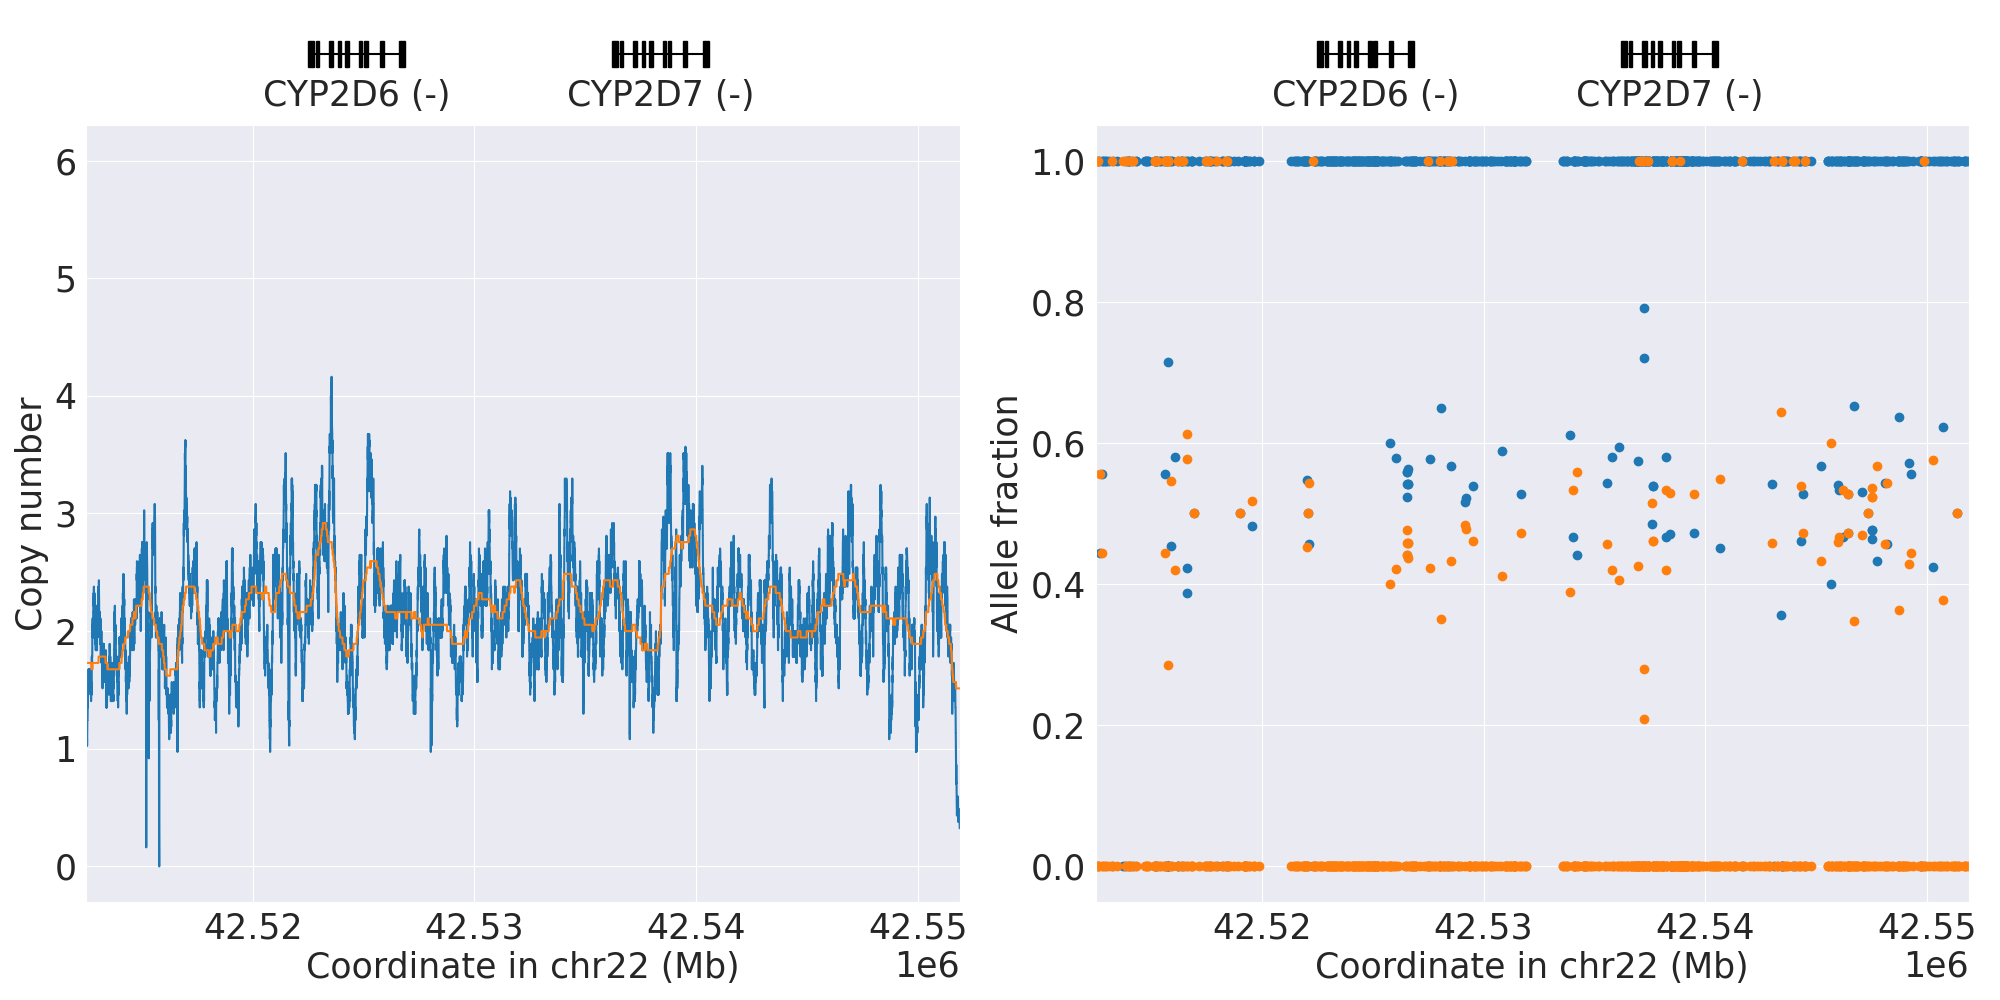 CYP2D6 (-)
CYP2D7 (-)
6
5
4
3
2
1
0
Copy number
42.52
42.53
42.54
42.55
Coordinate in chr22 (Mb)
1e6
CYP2D6 (-)
CYP2D7 (-)
1.0
0.8
0.6
0.4
0.2
0.0
Allele fraction
42.52
42.53
42.54
42.55
Coordinate in chr22 (Mb)
1e6